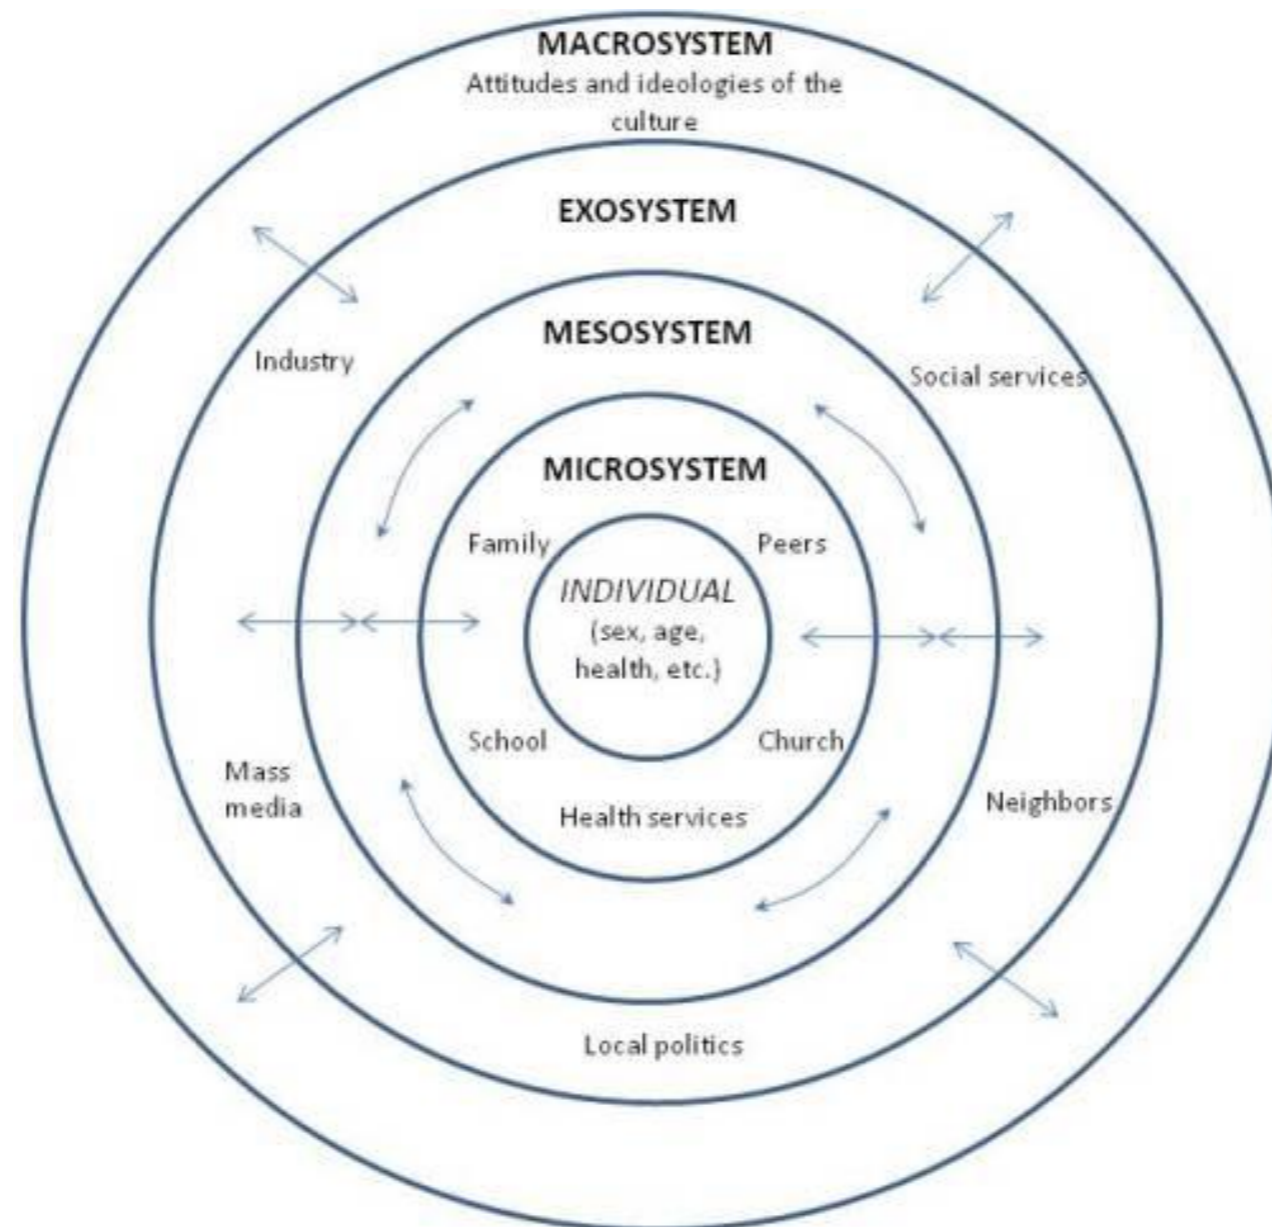 MACROSYSTEM
Attitudes and ideologies of the
culture
EXOSYSTEM
MESOSYSTEM
Industry
Social services
MICROSYSTEM
Family
Peers
INDIVIDUAL
(sex, age,
health, etc.)
School
Church
Mass
media
Neighbors
Health services
Local politics